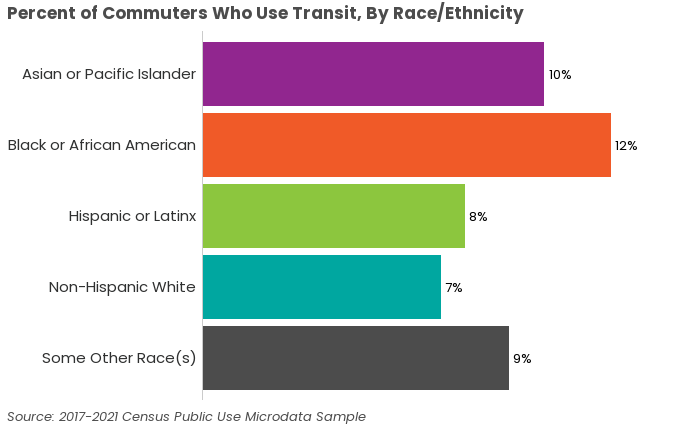 Percent of Commuters Who Use Transit, By Race/Ethnicity
Asian or Pacific Islander 10%
Black or African American 12%
Hispanic or Latinx 8%
Non-Hispanic White 7%
Some Other Race(s) 9%
Source: 2017-2021 Census Public Use Microdata Sample